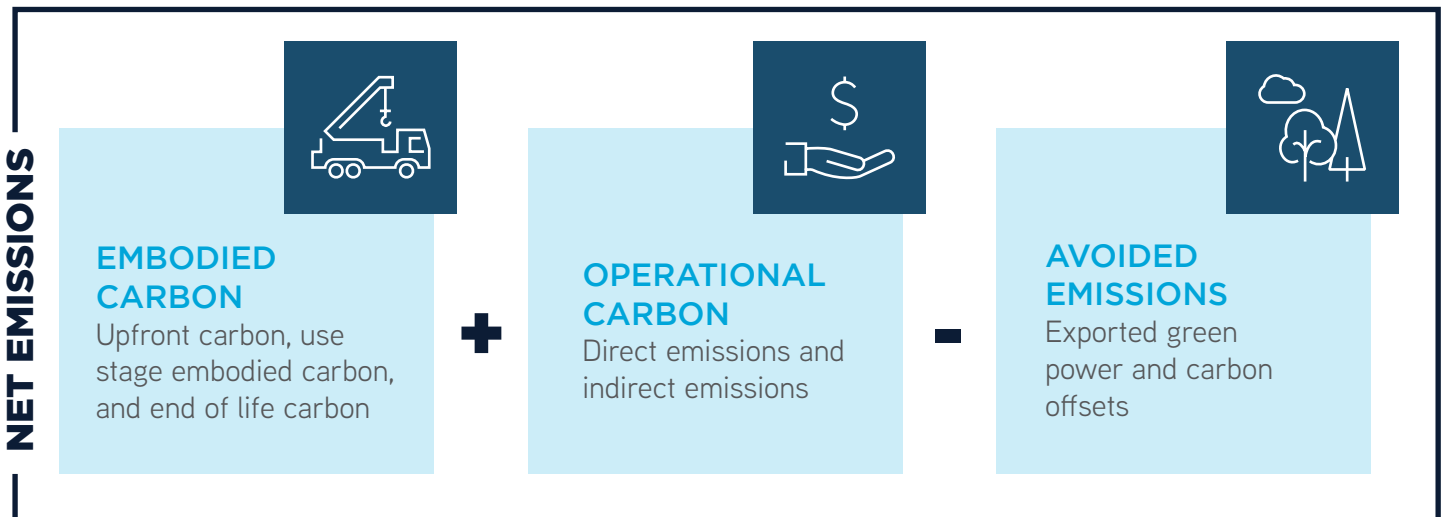 NET EMISSIONS
EMBODIED
CARBON
Upfront carbon, use
stage embodied carbon,
and end of life carbon
+
OPERATIONAL
CARBON
Direct emissions and
indirect emissions
-
AVOIDED
EMISSIONS
Exported green
power and carbon
offsets
$